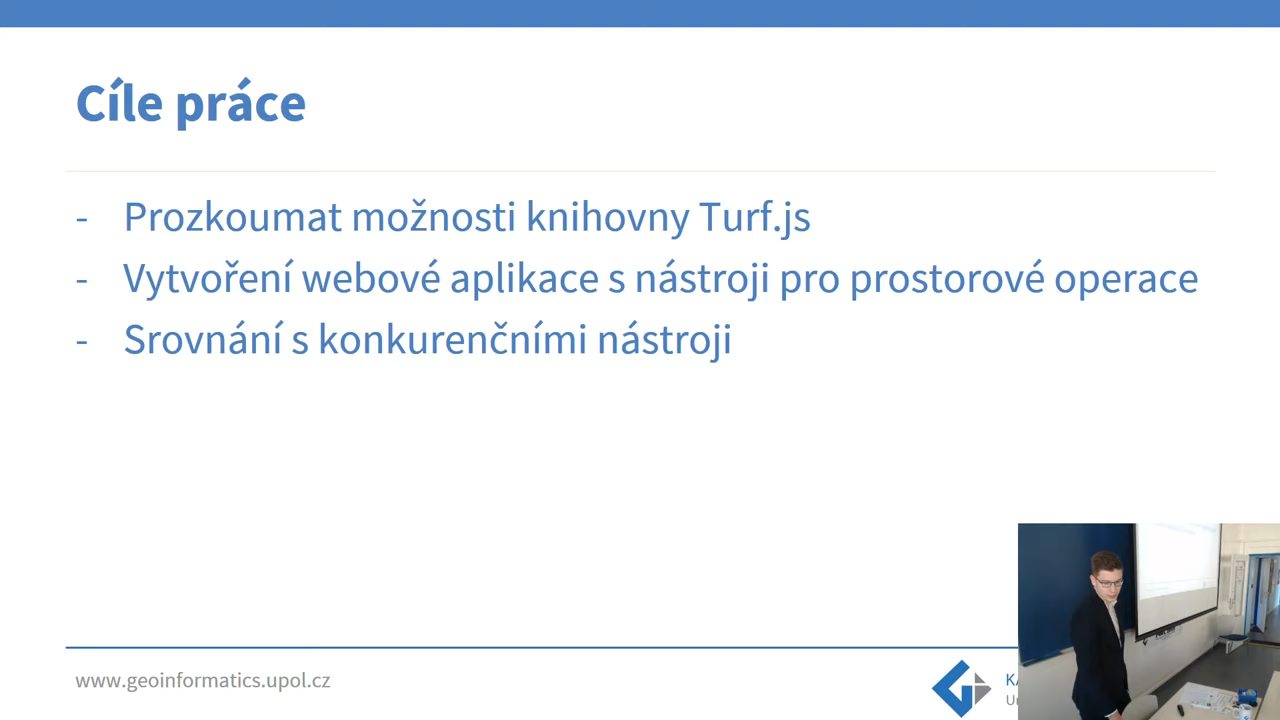 Cíle práce
- Prozkoumat možnosti knihovny Turf.js
- Vytvoření webové aplikace s nástroji pro prostorové operace
- Srovnání s konkurenčními nástroji
www.geoinformatics.upol.cz